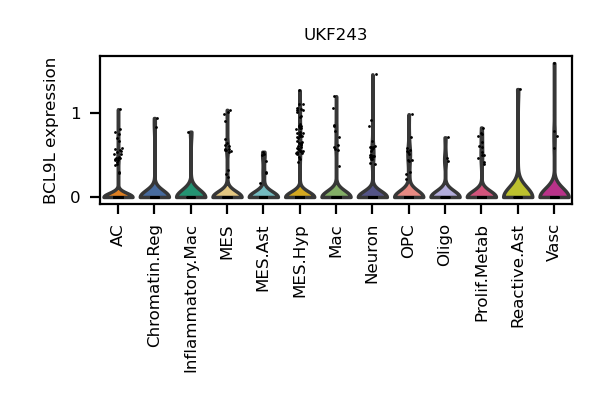 UKF243
BCL9L expression
1
0
AC
Chromatin.Reg
Inflammatory.Mac
MES
MES.Ast
MES.Hyp
Mac
Neuron
OPC
Oligo
Prolif.Metab
Reactive.Ast
Vasc